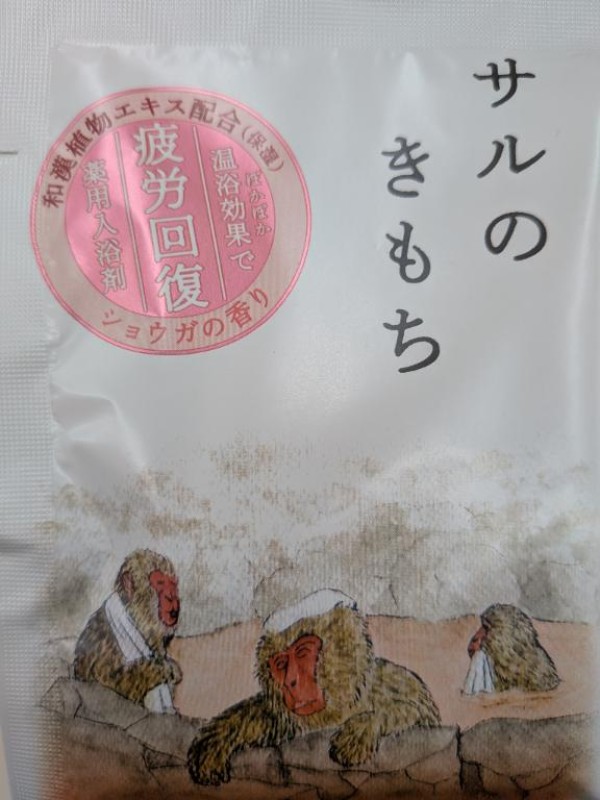 サルの
きもち
和漢植物エキス配合(保湿)
ぽかぽか
温浴効果で
疲労回復
薬用入浴剤
ショウガの香り